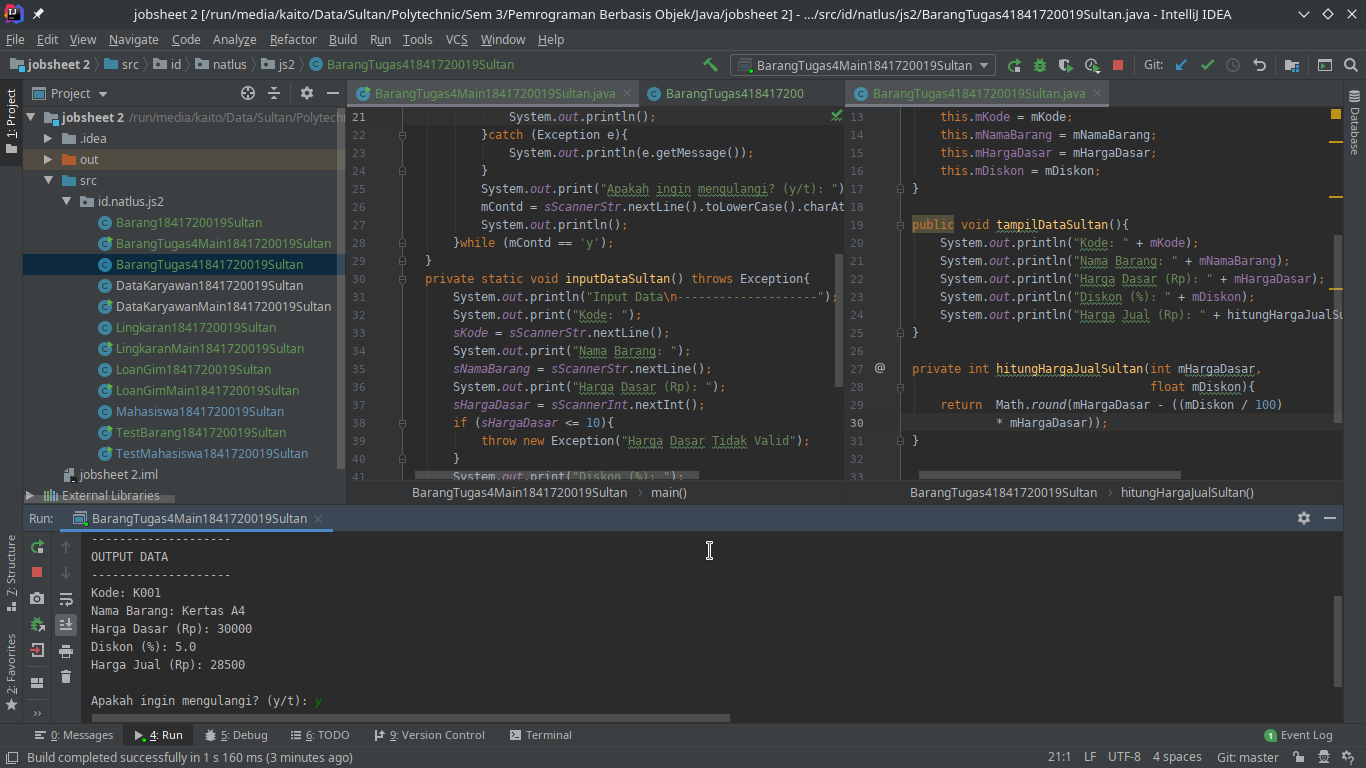 jobsheet 2 [/run/media/kaito/Data/Sultan/Polytechnic/Sem 3/Pemrograman Berbasis Objek/Java/jobsheet 2] - .../src/id/natlus/js2/BarangTugas41841720019Sultan.java - IntelliJ IDEA
File Edit View Navigate Code Analyze Refactor Build Run Tools VCS Window Help
jobsheet 2 src id natlus js2 BarangTugas41841720019Sultan BarangTugas4Main1841720019Sultan Git:
1: Project
Project
jobsheet 2 /run/media/kaito/Data/Sultan/Polytechn
.idea
out
src
id.natlus.js2
Barang1841720019Sultan
BarangTugas4Main1841720019Sultan
BarangTugas41841720019Sultan
DataKaryawan1841720019Sultan
DataKaryawanMain1841720019Sultan
Lingkaran1841720019Sultan
LingkaranMain1841720019Sultan
LoanGim1841720019Sultan
LoanGimMain1841720019Sultan
Mahasiswa1841720019Sultan
TestBarang1841720019Sultan
TestMahasiswa1841720019Sultan
jobsheet 2.iml
External Libraries
BarangTugas4Main1841720019Sultan.java BarangTugas418417200
21 System.out.println();
22 }catch (Exception e){
23 System.out.println(e.getMessage());
24 }
25 System.out.print("Apakah ingin mengulangi? (y/t): ")
26 mContd = sScannerStr.nextLine().toLowerCase().charAt
27 System.out.println();
28 }while (mContd == 'y');
29 }
30 private static void inputDataSultan() throws Exception{
31 System.out.println("Input Data\n--------------------");
32 System.out.print("Kode: ");
33 sKode = sScannerStr.nextLine();
34 System.out.print("Nama Barang: ");
35 sNamaBarang = sScannerStr.nextLine();
36 System.out.print("Harga Dasar (Rp): ");
37 sHargaDasar = sScannerInt.nextInt();
38 if (sHargaDasar <= 10){
39 throw new Exception("Harga Dasar Tidak Valid");
40 }
41 System.out.print("Diskon (%): ");
BarangTugas4Main1841720019Sultan main()
BarangTugas41841720019Sultan.java
13 this.mKode = mKode;
14 this.mNamaBarang = mNamaBarang;
15 this.mHargaDasar = mHargaDasar;
16 this.mDiskon = mDiskon;
17 }
18
19 public void tampilDataSultan(){
20 System.out.println("Kode: " + mKode);
21 System.out.println("Nama Barang: " + mNamaBarang);
22 System.out.println("Harga Dasar (Rp): " + mHargaDasar);
23 System.out.println("Diskon (%): " + mDiskon);
24 System.out.println("Harga Jual (Rp): " + hitungHargaJualSu
25 }
26
27 @ private int hitungHargaJualSultan(int mHargaDasar,
28 float mDiskon){
29 return Math.round(mHargaDasar - ((mDiskon / 100)
30 * mHargaDasar));
31 }
32
33
BarangTugas41841720019Sultan hitungHargaJualSultan()
Database
Run: BarangTugas4Main1841720019Sultan
7: Structure
2: Favorites
--------------------
OUTPUT DATA
--------------------
Kode: K001
Nama Barang: Kertas A4
Harga Dasar (Rp): 30000
Diskon (%): 5.0
Harga Jual (Rp): 28500
Apakah ingin mengulangi? (y/t): y
0: Messages 4: Run 5: Debug 6: TODO 9: Version Control Terminal 1 Event Log
Build completed successfully in 1 s 160 ms (3 minutes ago) 21:1 LF UTF-8 4 spaces Git: master